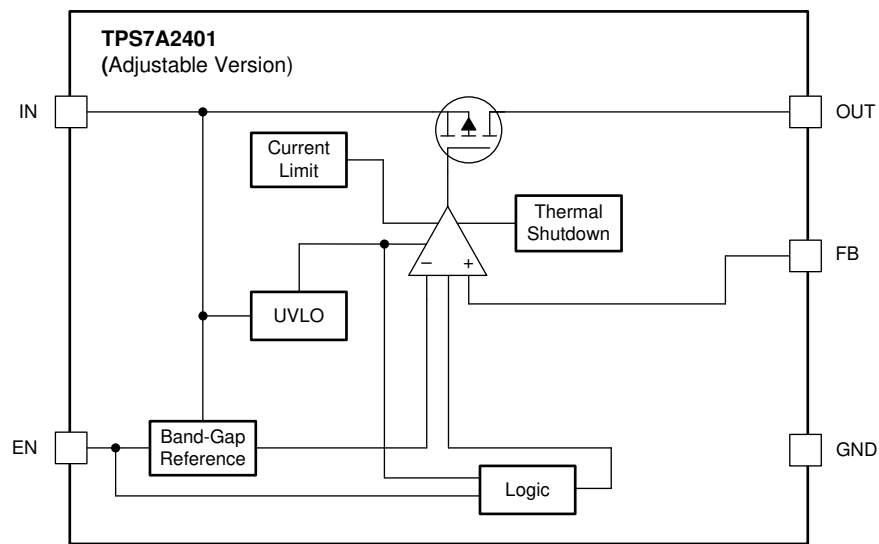 TPS7A2401
(Adjustable Version)
IN
OUT
Current
Limit
Thermal
Shutdown
− +
FB
UVLO
EN
Band-Gap
Reference
GND
Logic